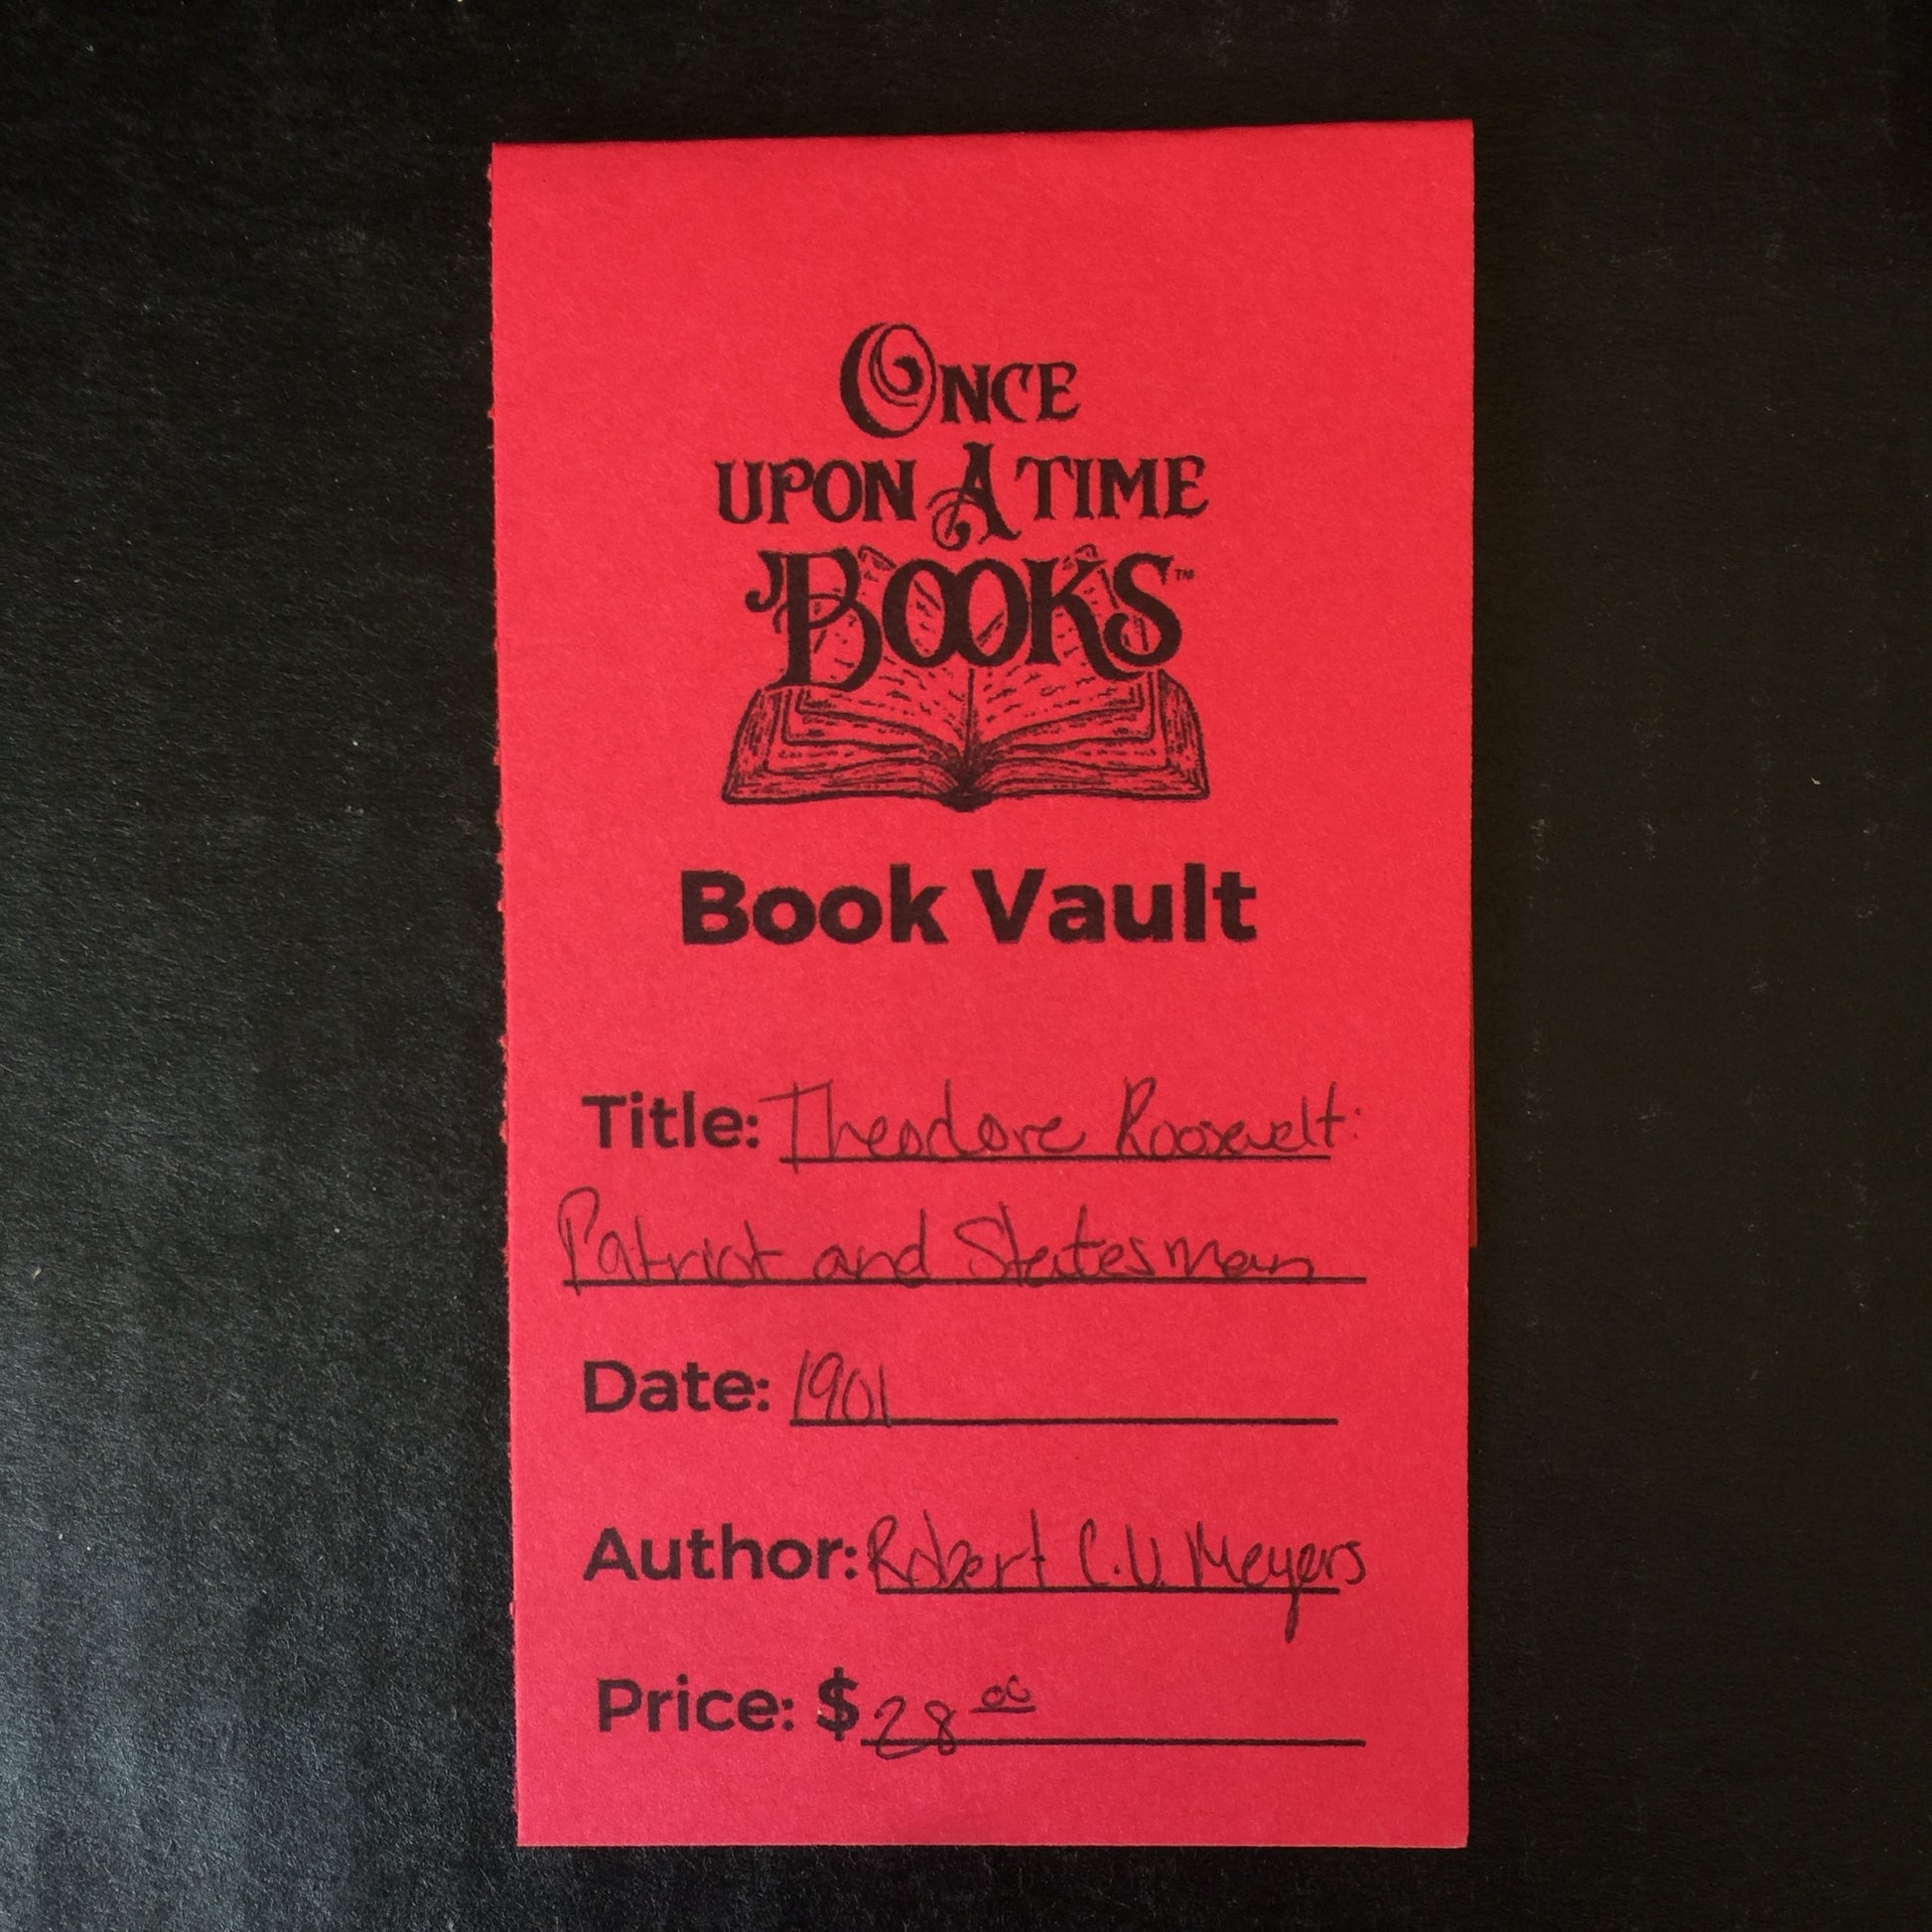 Once
upon A time
Books™
Book Vault
Title: Theodore Roosevelt:
Patriot and Statesman
Date: 1901
Author: Robert C.V. Meyers
Price: $28 00